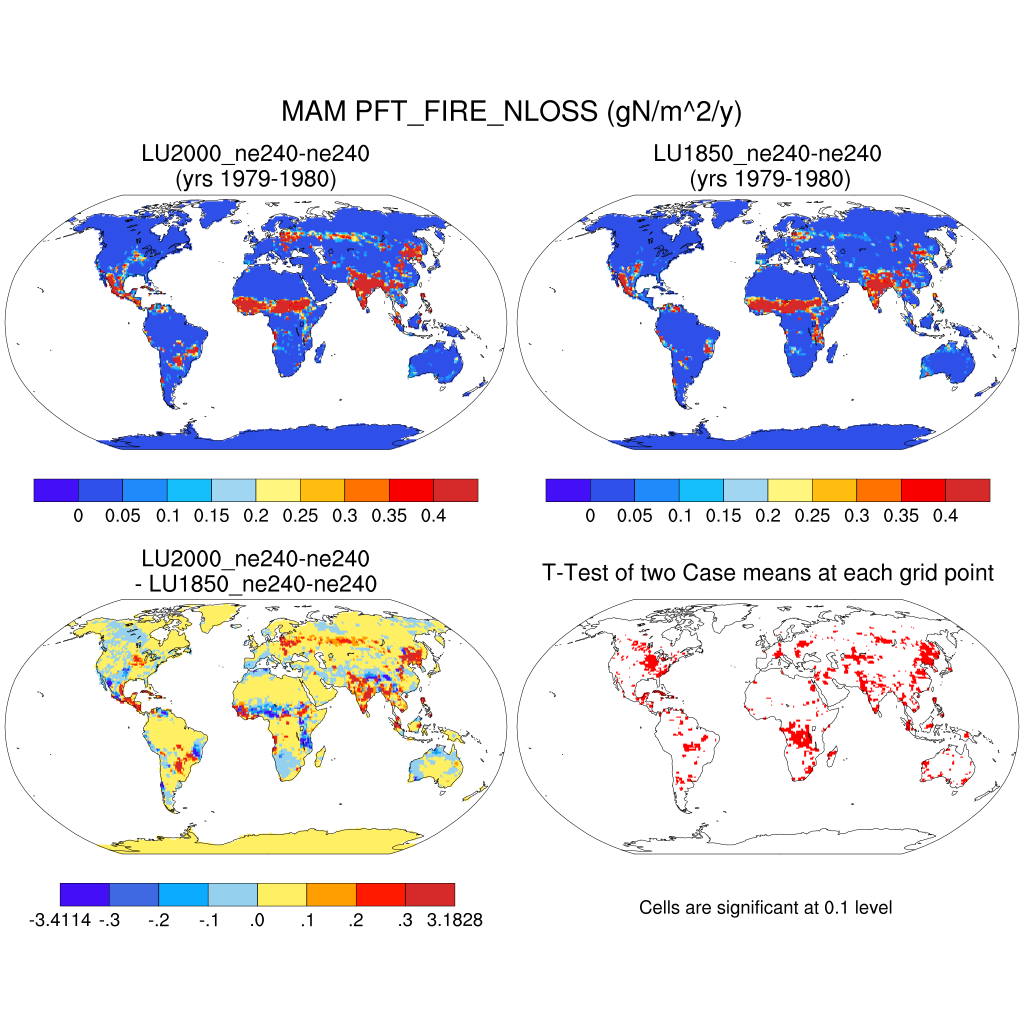 MAM PFT_FIRE_NLOSS (gN/m^2/y)
LU2000_ne240-ne240
(yrs 1979-1980)
LU1850_ne240-ne240
(yrs 1979-1980)
0 0.05 0.1 0.15 0.2 0.25 0.3 0.35 0.4
0 0.05 0.1 0.15 0.2 0.25 0.3 0.35 0.4
LU2000_ne240-ne240
- LU1850_ne240-ne240
T-Test of two Case means at each grid point
-3.4114 -.3 -.2 -.1 .0 .1 .2 .3 3.1828
Cells are significant at 0.1 level